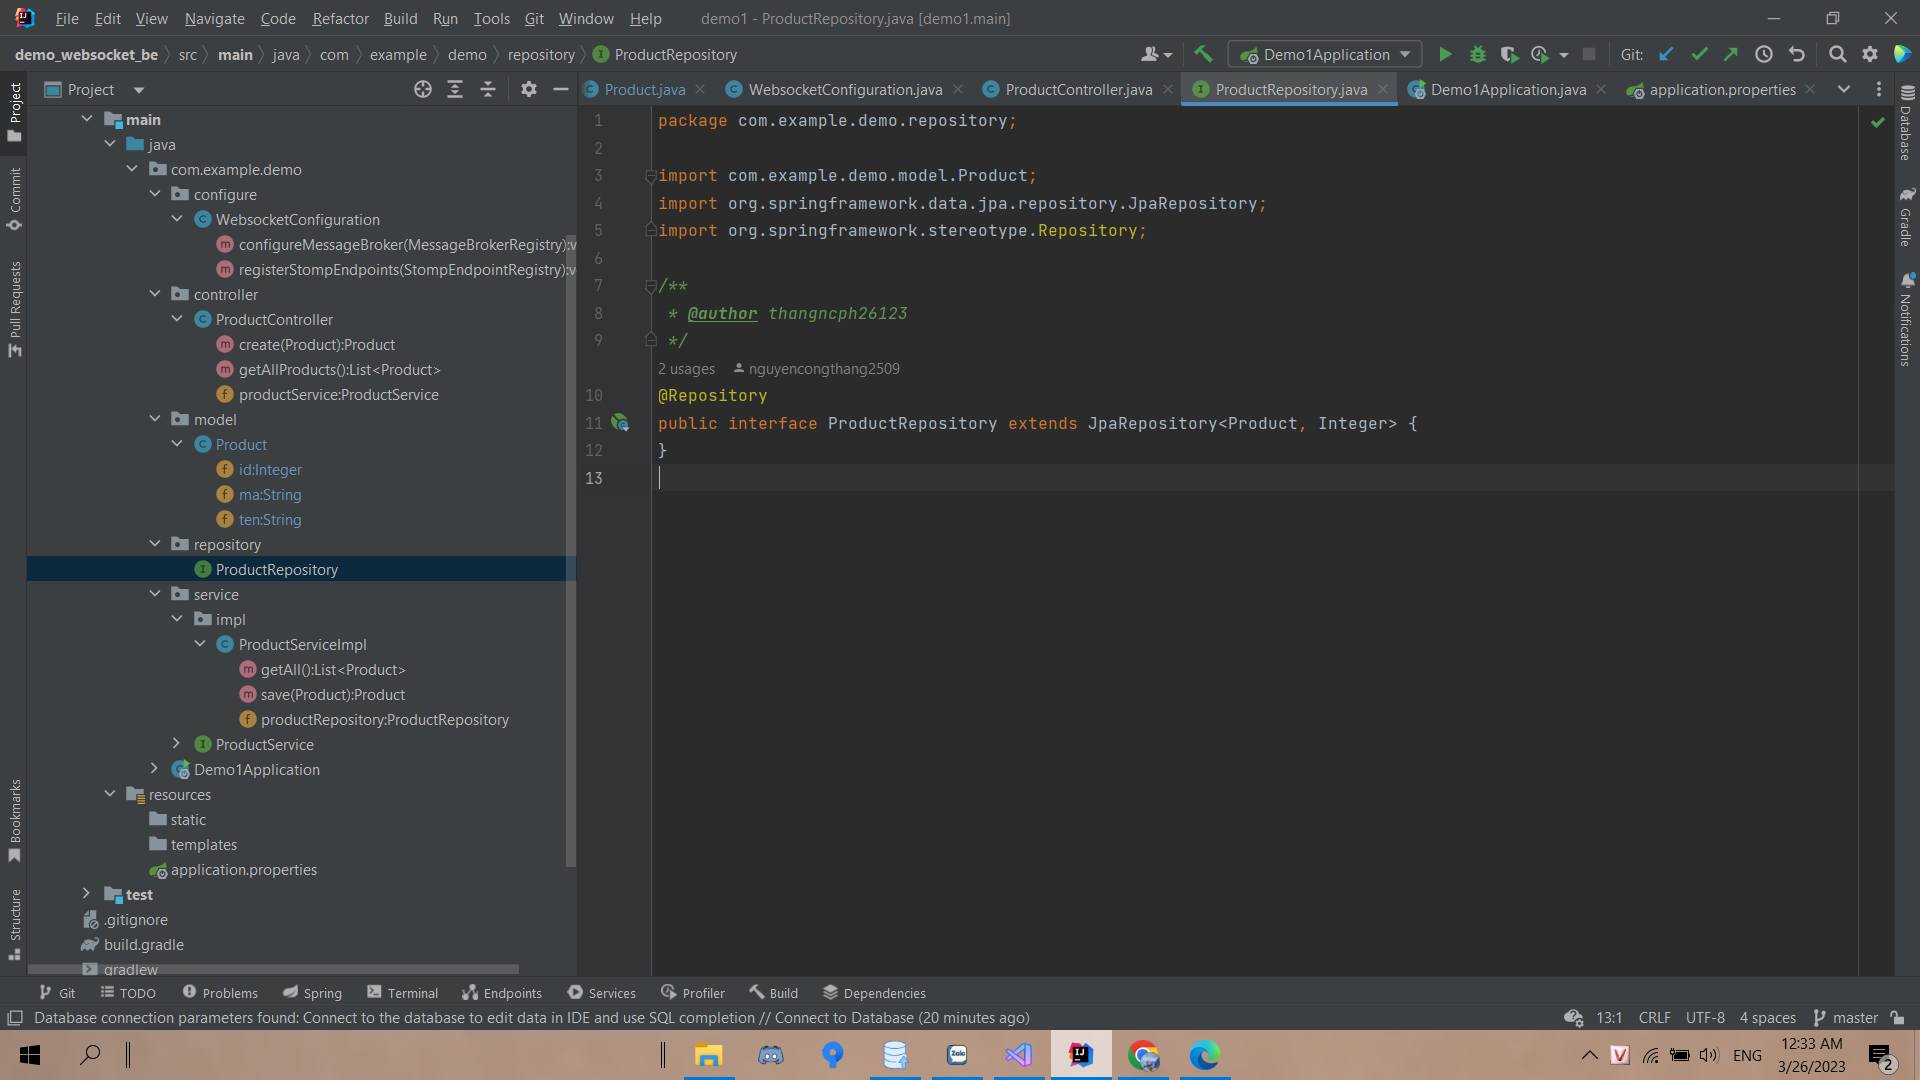 File Edit View Navigate Code Refactor Build Run Tools Git Window Help demo1 - ProductRepository.java [demo1.main]
demo_websocket_be src main java com example demo repository ProductRepository Demo1Application Git:
Project
Product.java WebsocketConfiguration.java ProductController.java ProductRepository.java Demo1Application.java application.properties
Project
Commit
Pull Requests
Bookmarks
Structure
main
java
com.example.demo
configure
WebsocketConfiguration
configureMessageBroker(MessageBrokerRegistry):v
registerStompEndpoints(StompEndpointRegistry):v
controller
ProductController
create(Product):Product
getAllProducts():List<Product>
productService:ProductService
model
Product
id:Integer
ma:String
ten:String
repository
ProductRepository
service
impl
ProductServiceImpl
getAll():List<Product>
save(Product):Product
productRepository:ProductRepository
ProductService
Demo1Application
resources
static
templates
application.properties
test
.gitignore
build.gradle
gradlew
1 package com.example.demo.repository;
2
3 import com.example.demo.model.Product;
4 import org.springframework.data.jpa.repository.JpaRepository;
5 import org.springframework.stereotype.Repository;
6
7 /**
8 * @author thangncph26123
9 */
2 usages nguyencongthang2509
10 @Repository
11 public interface ProductRepository extends JpaRepository<Product, Integer> {
12 }
13
Database
Gradle
Notifications
Git TODO Problems Spring Terminal Endpoints Services Profiler Build Dependencies
Database connection parameters found: Connect to the database to edit data in IDE and use SQL completion // Connect to Database (20 minutes ago) 13:1 CRLF UTF-8 4 spaces master
Zalo V ENG 12:33 AM
3/26/2023 2